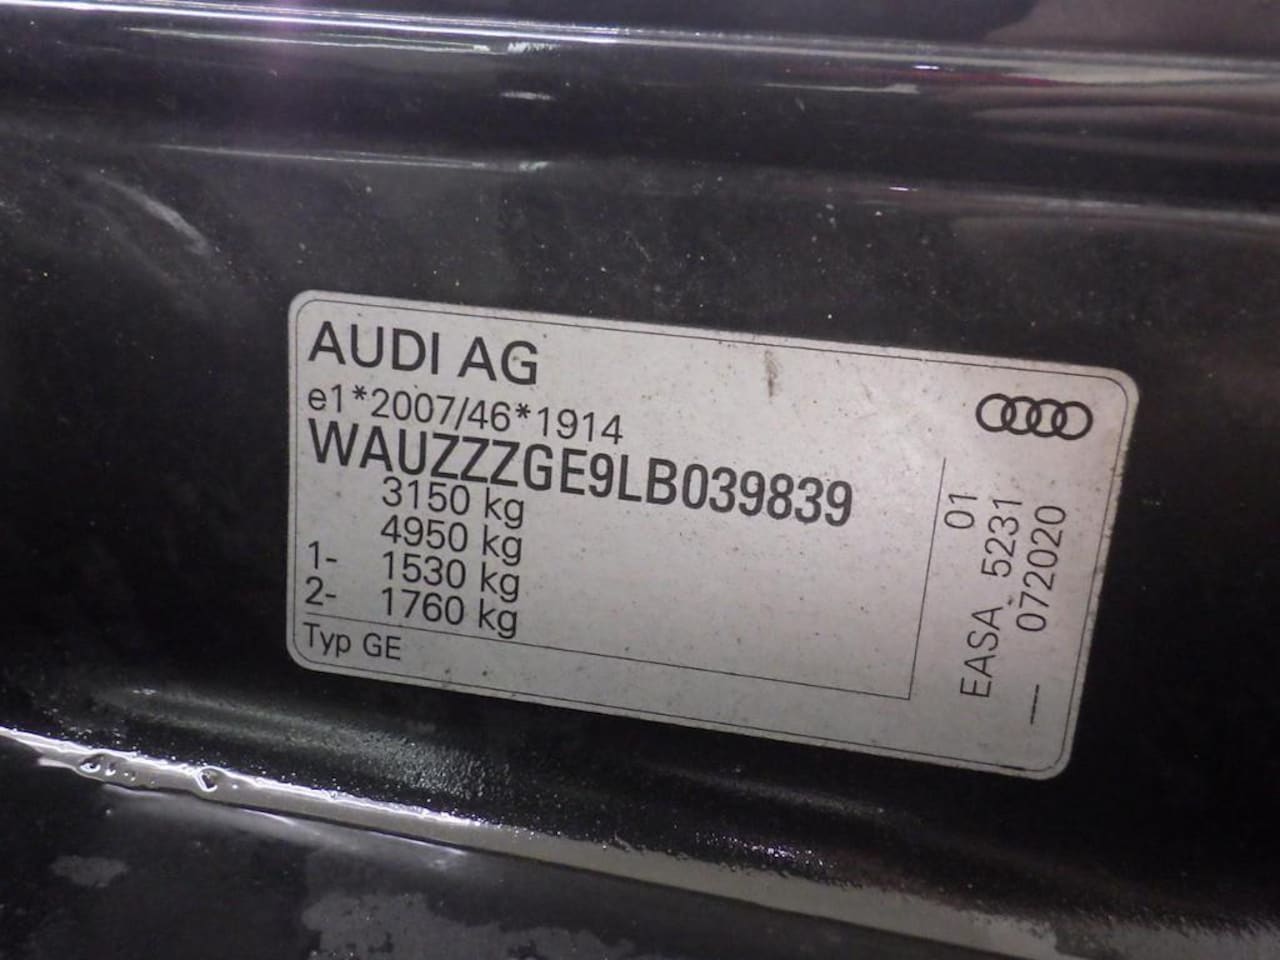 AUDI AG
e1*2007/46*1914
WAUZZZGE9LB039839
3150 kg
4950 kg
1- 1530 kg
2- 1760 kg
Typ GE
01
EASA 5231
--- 072020